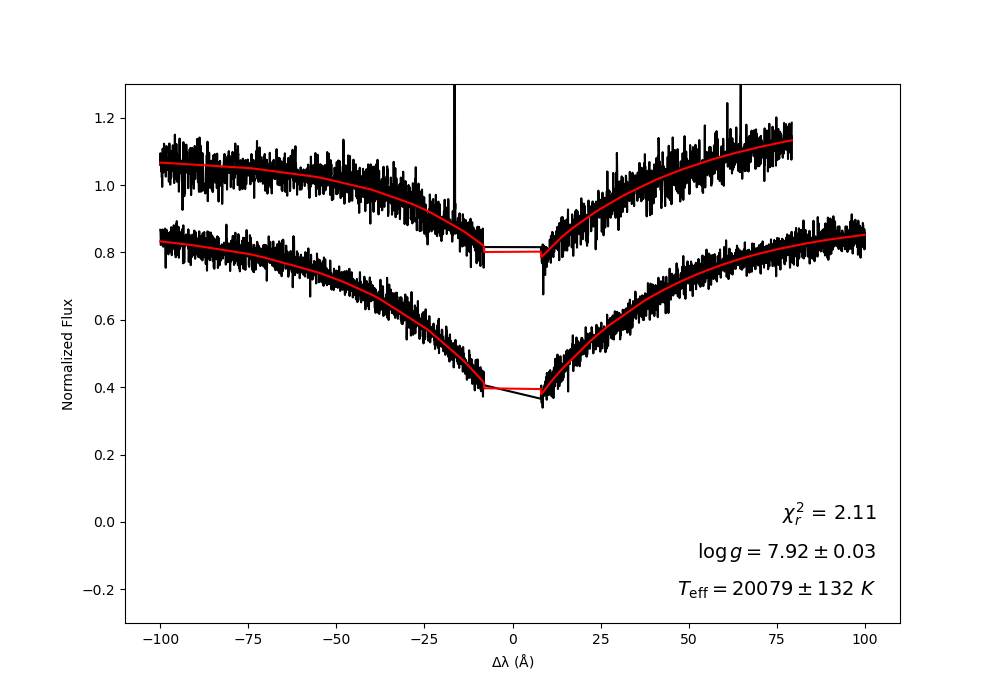 1.2
1.0
0.8
0.6
0.4
0.2
0.0
−0.2
Normalized Flux
χ²ᵣ = 2.11
log g = 7.92 ± 0.03
T_eff = 20079 ± 132 K
−100 −75 −50 −25 0 25 50 75 100
Δλ (Å)